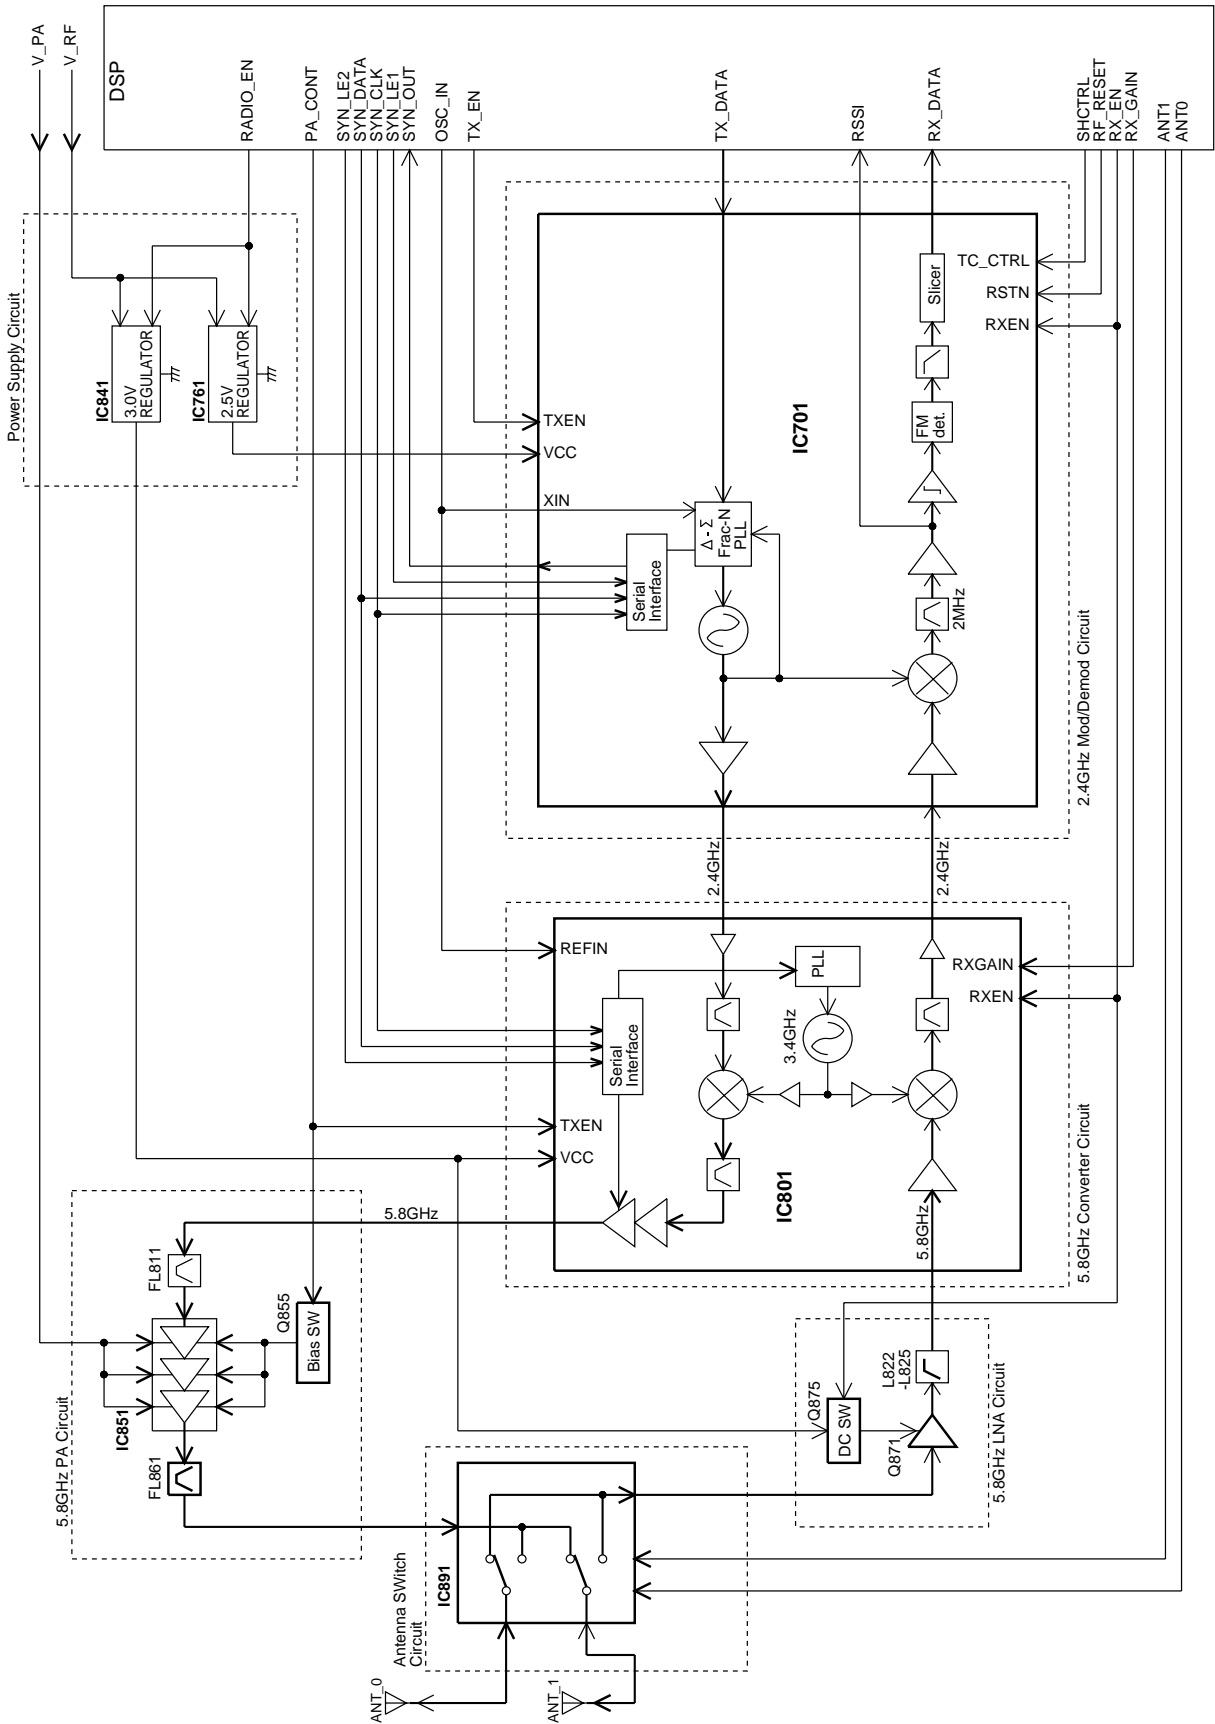 DSP
V_PA
V_RF
RADIO_EN
PA_CONT
SYN_LE2
SYN_DATA
SYN_CLK
SYN_LE1
SYN_OUT
OSC_IN
TX_EN
TX_DATA
RSSI
RX_DATA
SHCTRL
RF_RESET
RX_EN
RX_GAIN
ANT1
ANT0
Power Supply Circuit
IC841
3.0V
REGULATOR
IC761
2.5V
REGULATOR
2.4GHz Mod/Demod Circuit
IC701
TXEN
VCC
XIN
TC_CTRL
RSTN
RXEN
Serial
Interface
Δ - Σ
Frac-N
PLL
Slicer
FM
det.
2MHz
2.4GHz
2.4GHz
5.8GHz Converter Circuit
IC801
REFIN
TXEN
VCC
RXGAIN
RXEN
Serial
Interface
PLL
3.4GHz
5.8GHz
5.8GHz
5.8GHz PA Circuit
FL811
IC851
FL861
Q855
Bias SW
5.8GHz LNA Circuit
Q875
DC SW
Q871
L822
-L825
Antenna SWitch
Circuit
IC891
ANT_0
ANT_1